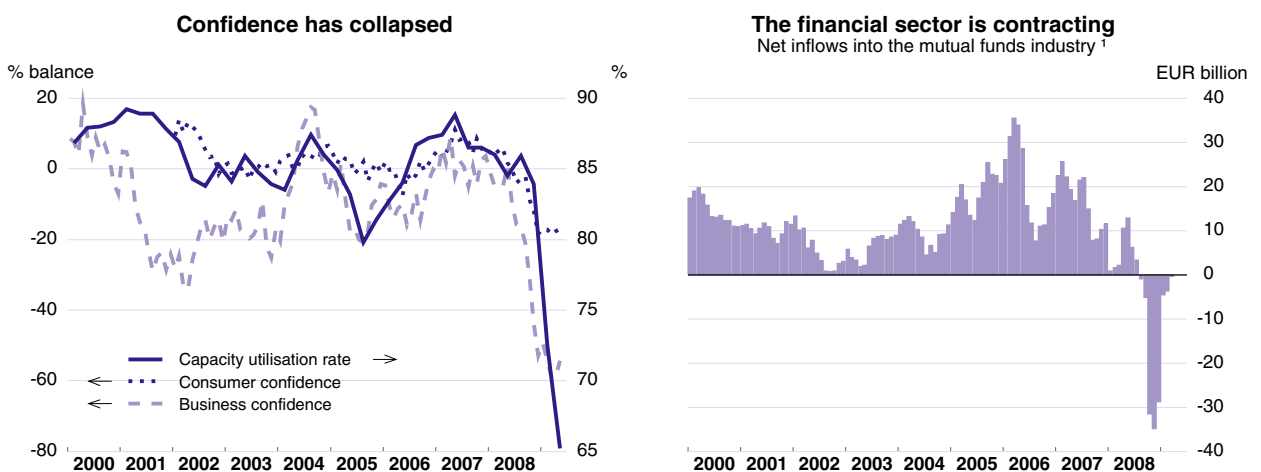 Confidence has collapsed
% balance
%
20
0
-20
-40
-60
-80
90
85
80
75
70
65
Capacity utilisation rate
Consumer confidence
Business confidence
2000 2001 2002 2003 2004 2005 2006 2007 2008
The financial sector is contracting
Net inflows into the mutual funds industry ¹
EUR billion
40
30
20
10
0
-10
-20
-30
-40
2000 2001 2002 2003 2004 2005 2006 2007 2008